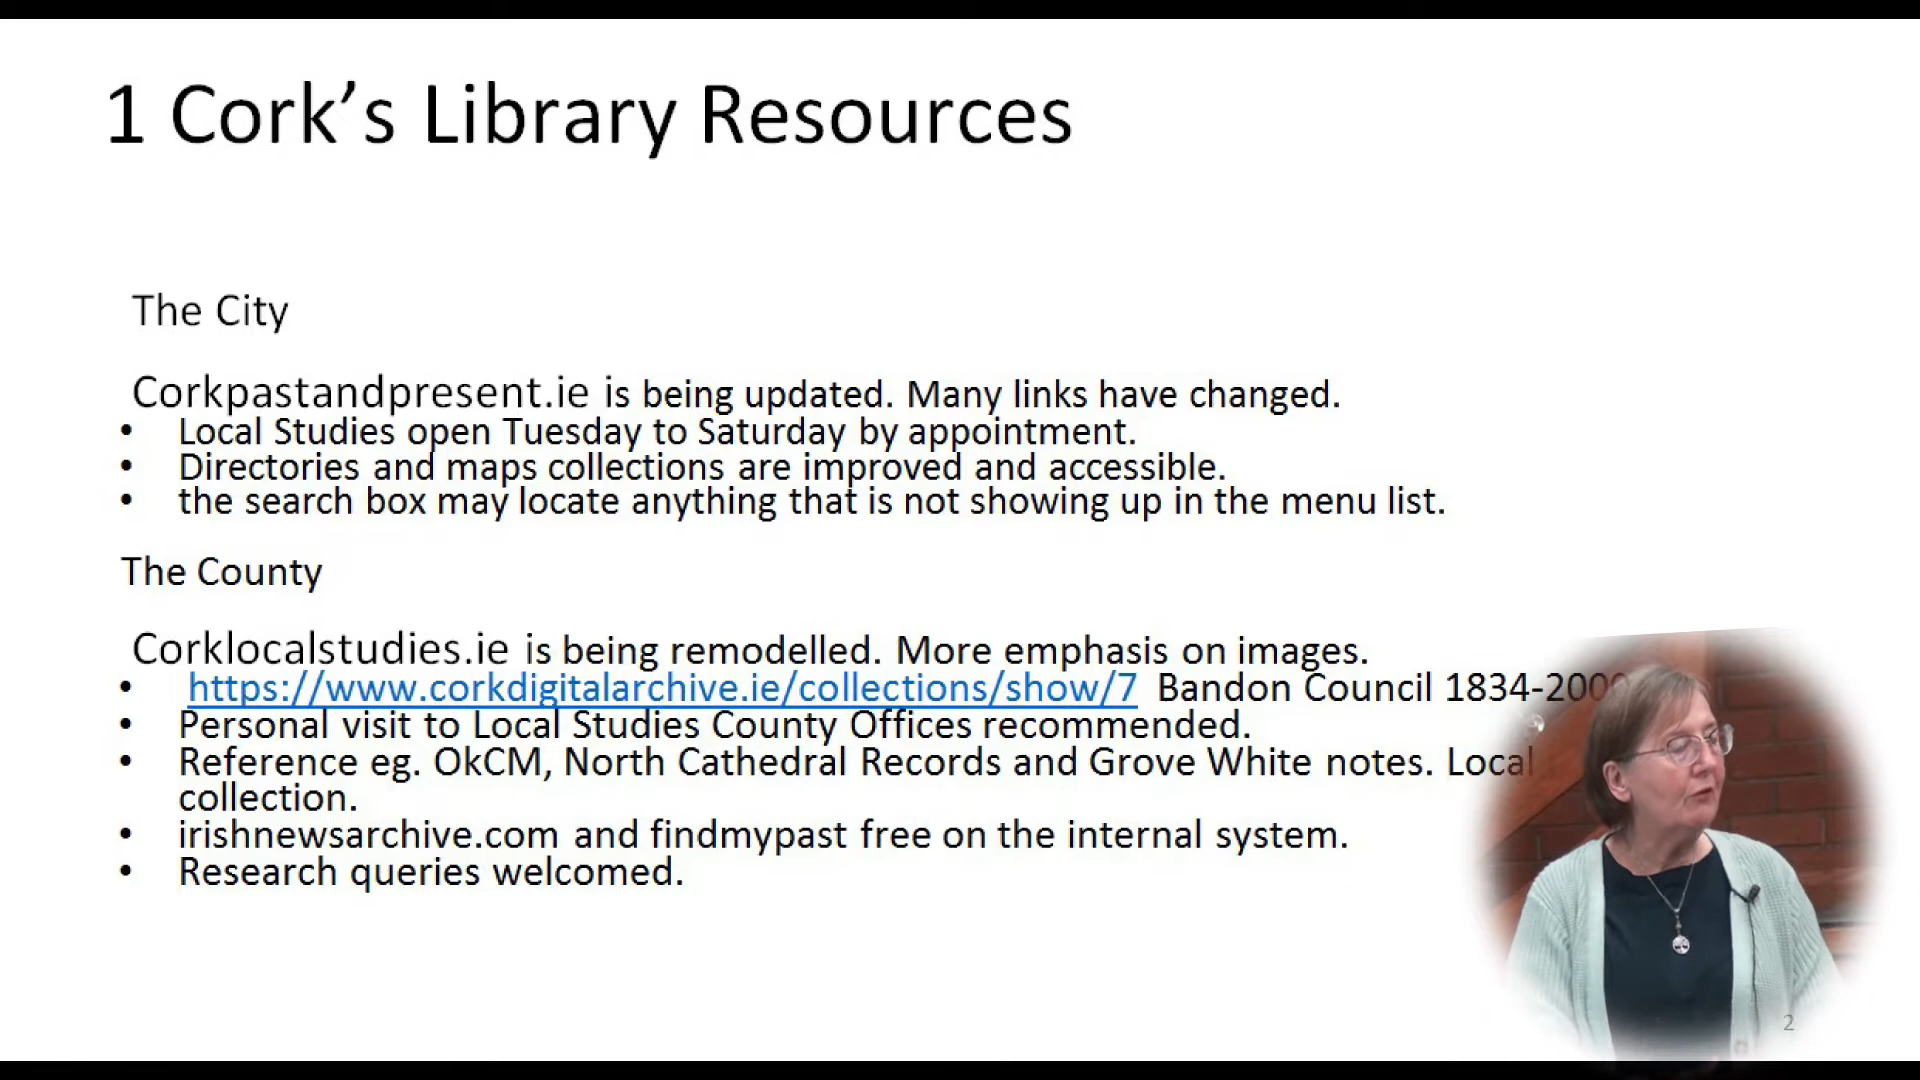 1 Cork’s Library Resources
The City
Corkpastandpresent.ie is being updated. Many links have changed.
• Local Studies open Tuesday to Saturday by appointment.
• Directories and maps collections are improved and accessible.
• the search box may locate anything that is not showing up in the menu list.
The County
Corklocalstudies.ie is being remodelled. More emphasis on images.
• https://www.corkdigitalarchive.ie/collections/show/7 Bandon Council 1834-2000
• Personal visit to Local Studies County Offices recommended.
• Reference eg. OkCM, North Cathedral Records and Grove White notes. Local
collection.
• irishnewsarchive.com and findmypast free on the internal system.
• Research queries welcomed.
2